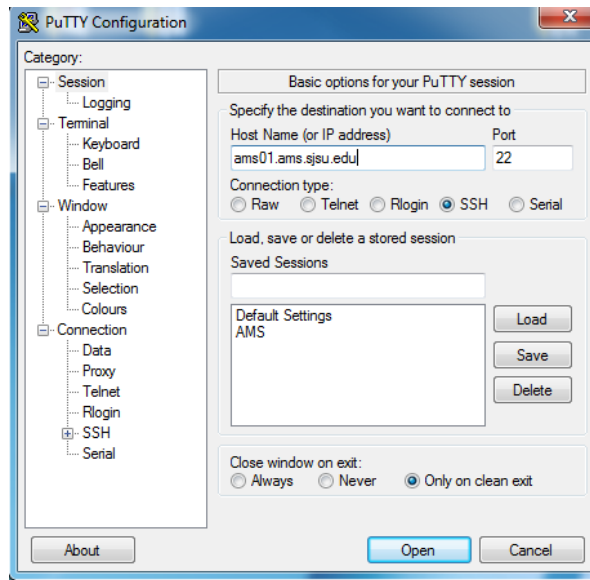 PuTTY Configuration
Category:
Session
Logging
Terminal
Keyboard
Bell
Features
Window
Appearance
Behaviour
Translation
Selection
Colours
Connection
Data
Proxy
Telnet
Rlogin
SSH
Serial
Basic options for your PuTTY session
Specify the destination you want to connect to
Host Name (or IP address) Port
ams01.ams.sjsu.edu 22
Connection type:
Raw Telnet Rlogin SSH Serial
Load, save or delete a stored session
Saved Sessions
Default Settings
AMS
Load
Save
Delete
Close window on exit:
Always Never Only on clean exit
About Open Cancel